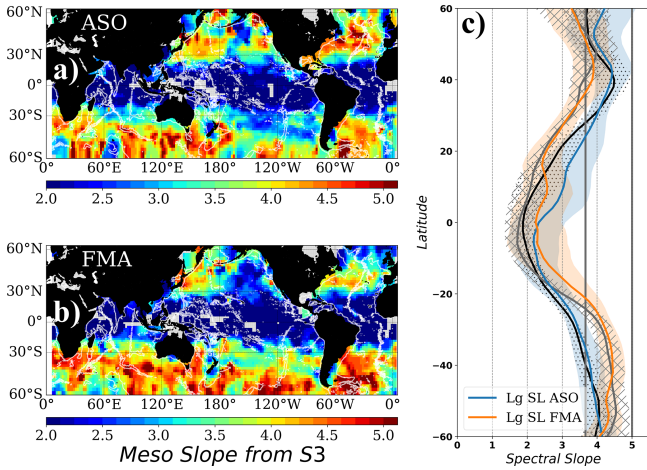 ASO
a)
60°N
30°N
0°
30°S
60°S
0° 60°E 120°E 180° 120°W 60°W 0°
2.0 2.5 3.0 3.5 4.0 4.5 5.0
FMA
b)
60°N
30°N
0°
30°S
60°S
0° 60°E 120°E 180° 120°W 60°W 0°
2.0 2.5 3.0 3.5 4.0 4.5 5.0
Meso Slope from S3
c)
60
40
20
0
−20
−40
−60
Latitude
Lg SL ASO
Lg SL FMA
0 1 2 3 4 5
Spectral Slope